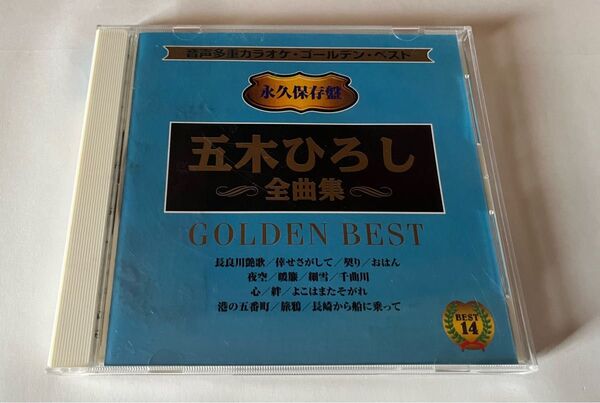 音声多重カラオケ・ゴールデン・ベスト
永久保存盤
五木ひろし
全曲集
GOLDEN BEST
長良川艶歌／倖せさがして／契り／おはん
夜空／暖簾／細雪／千曲川
心／絆／よこはまたそがれ
港の五番町／旅鴉／長崎から船に乗って
BEST
14